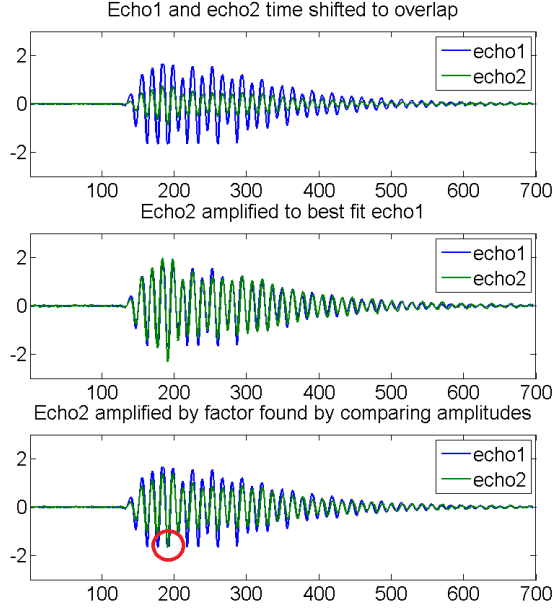 Echo1 and echo2 time shifted to overlap
2
0
-2
echo1
echo2
100 200 300 400 500 600 700
Echo2 amplified to best fit echo1
2
0
-2
echo1
echo2
100 200 300 400 500 600 700
Echo2 amplified by factor found by comparing amplitudes
2
0
-2
echo1
echo2
100 200 300 400 500 600 700